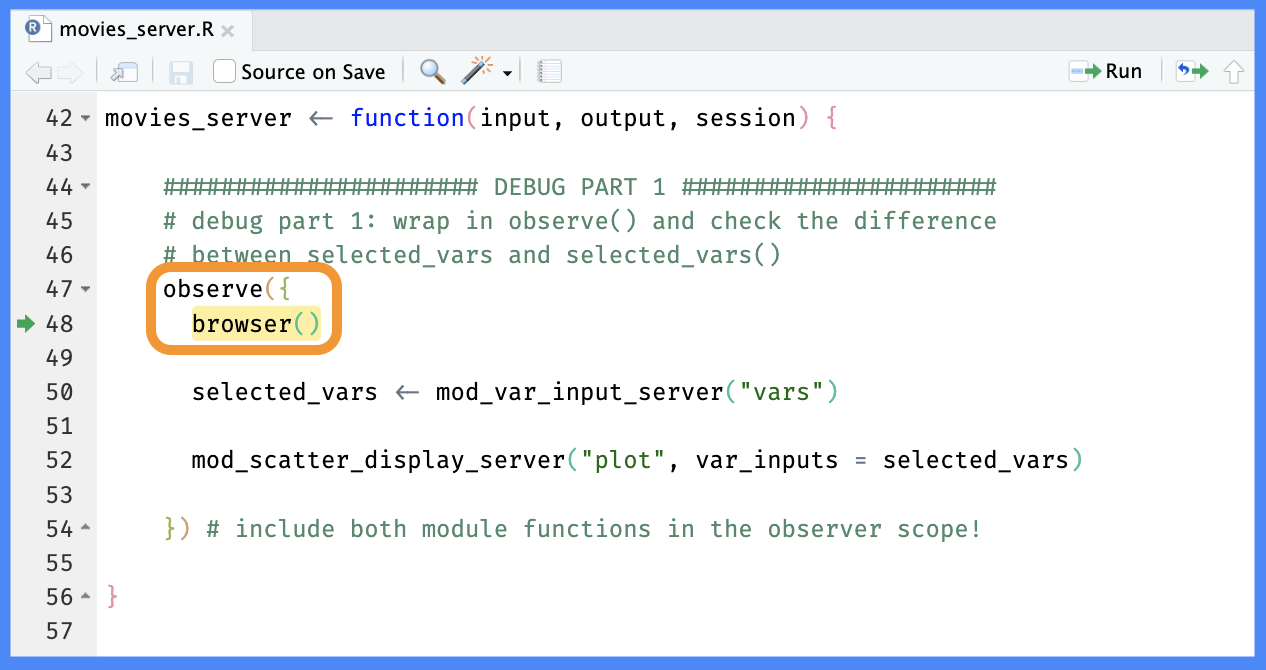 movies_server.R
Source on Save
Run
42 movies_server <- function(input, output, session) {
43
44 ###################### DEBUG PART 1 ######################
45 # debug part 1: wrap in observe() and check the difference
46 # between selected_vars and selected_vars()
47 observe({
48 browser()
49
50 selected_vars <- mod_var_input_server("vars")
51
52 mod_scatter_display_server("plot", var_inputs = selected_vars)
53
54 }) # include both module functions in the observer scope!
55
56 }
57